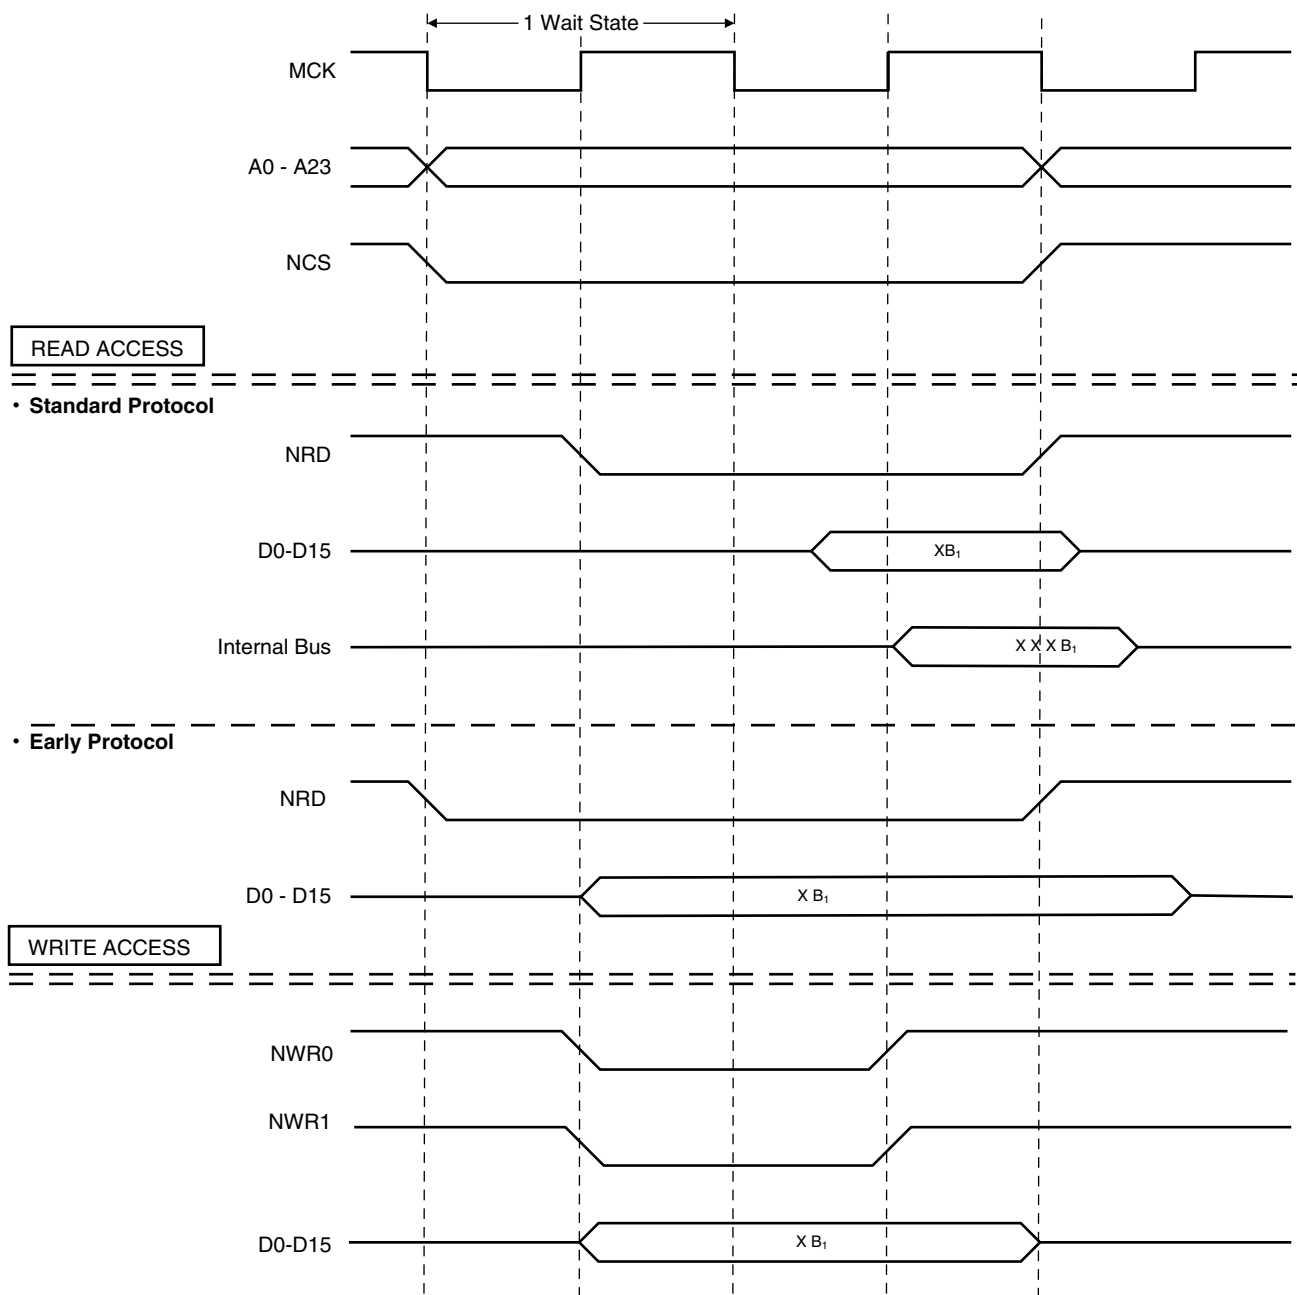 1 Wait State
MCK
A0 - A23
NCS
READ ACCESS
• Standard Protocol
NRD
D0-D15
XB₁
Internal Bus
X X X B₁
• Early Protocol
NRD
D0 - D15
X B₁
WRITE ACCESS
NWR0
NWR1
D0-D15
X B₁